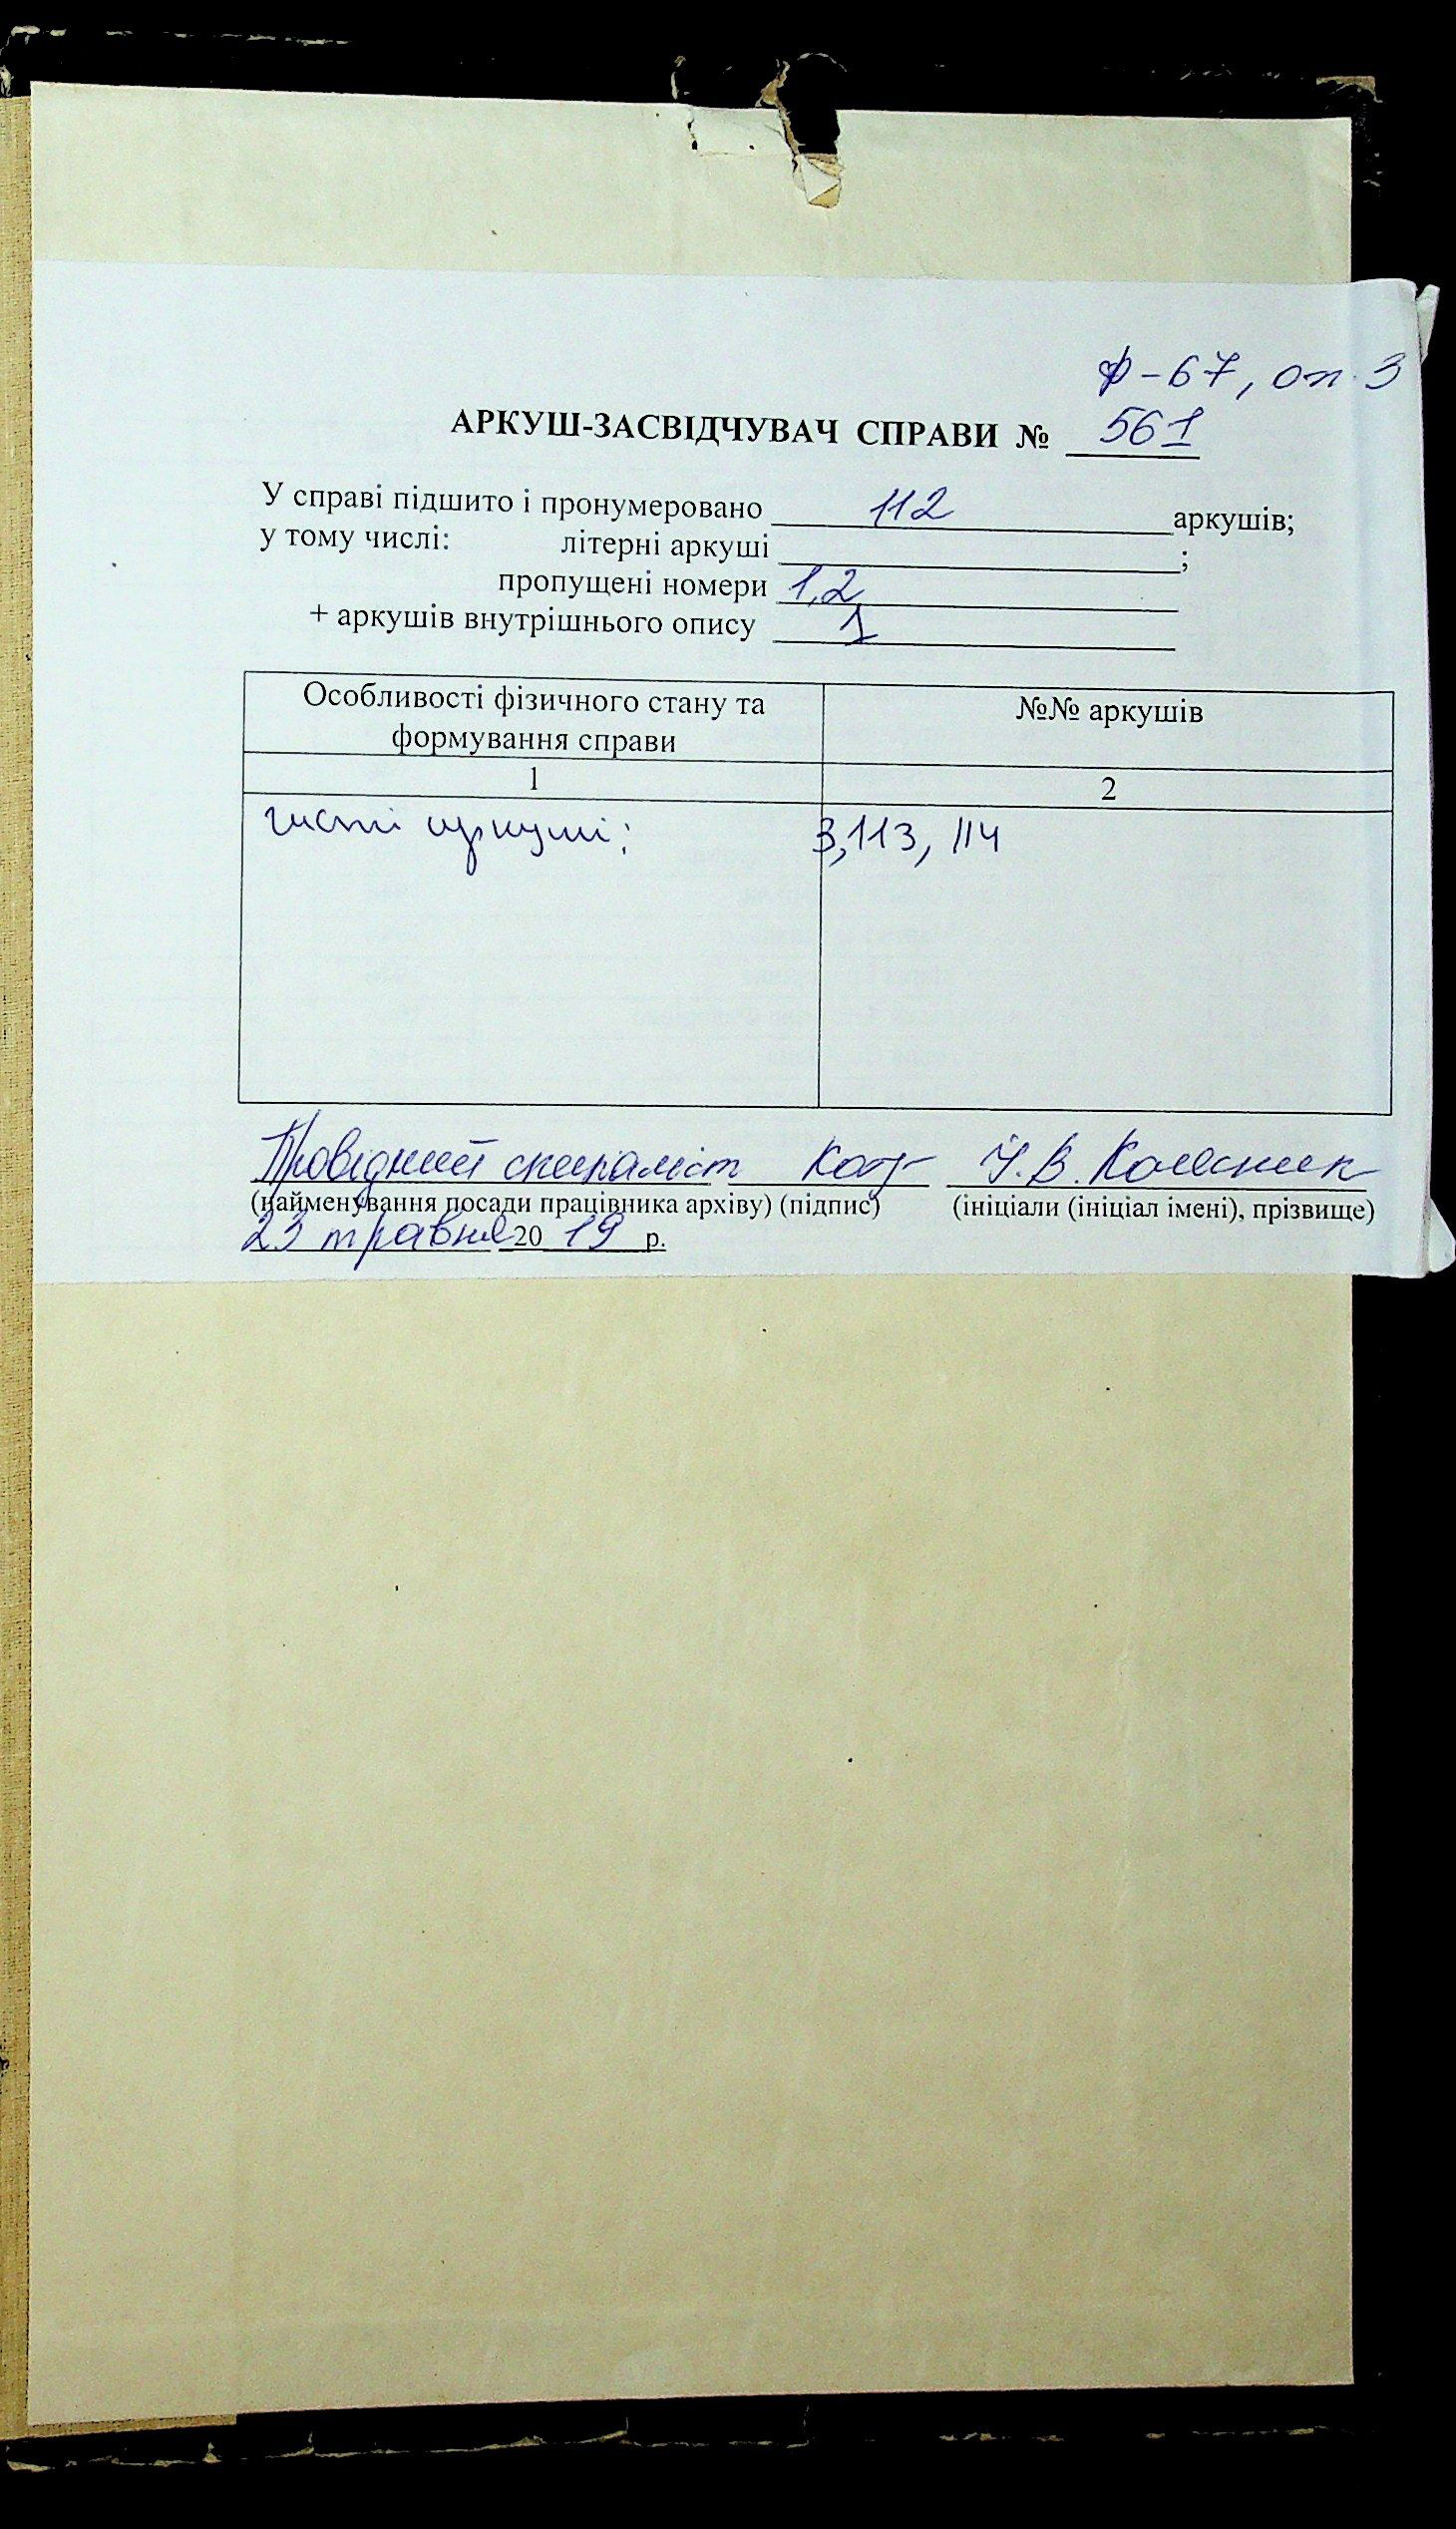 ф-67, оп. 3
АРКУШ-ЗАСВІДЧУВАЧ СПРАВИ № 561
У справі підшито і пронумеровано 112 аркушів;
у тому числі: літерні аркуші ;
пропущені номери 1,2
+ аркушів внутрішнього опису 1
Особливості фізичного стану та формування справи
№№ аркушів
1 2
чисті аркуші: 3,113, 114
Провідний спеціаліст В. Колесник
(найменування посади працівника архіву) (підпис) (ініціали (ініціал імені), прізвище)
23 травня 2019 р.